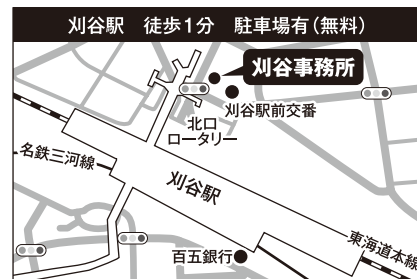 刈谷駅　徒歩1分　駐車場有（無料）
刈谷事務所
刈谷駅前交番
北口
ロータリー
名鉄三河線
刈谷駅
東海道本線
百五銀行